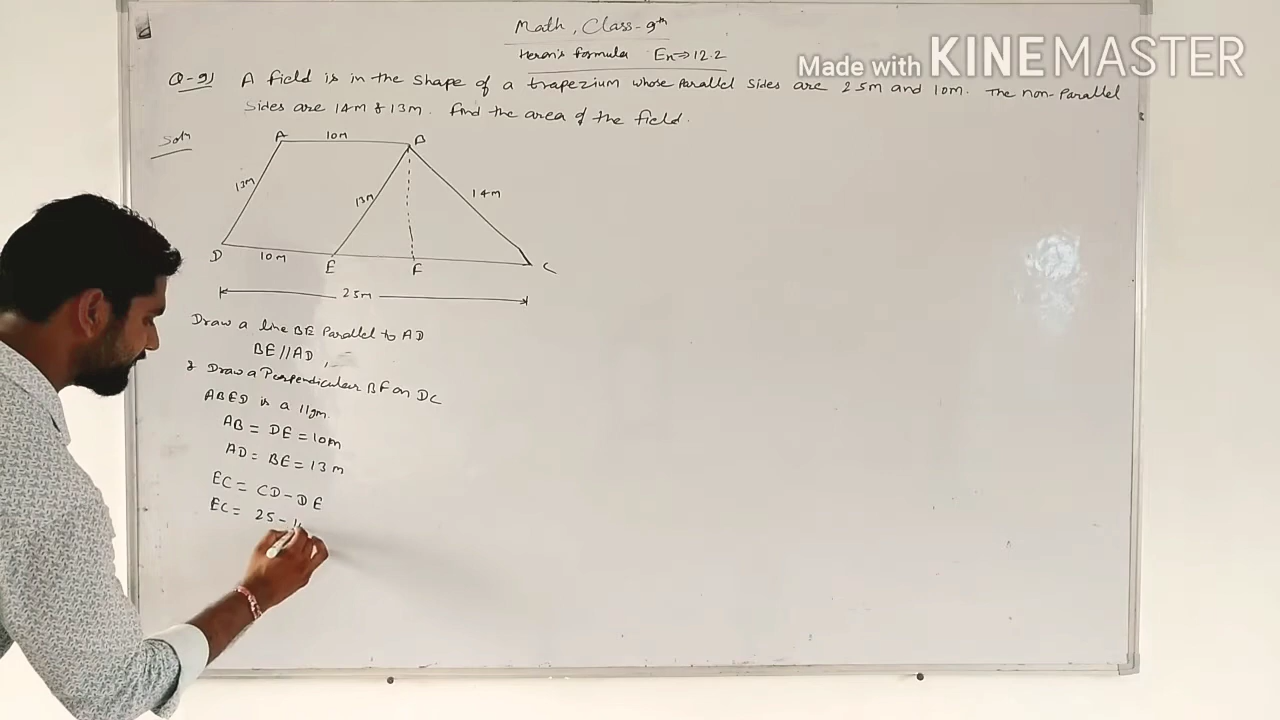 Math, Class-9th
Heron's formula Ex⇒12.2
Made with KINEMASTER
Q-9) A field is in the shape of a trapezium whose Parallel sides are 25m and 10m. The non-Parallel
Sides are 14m & 13m. find the area of the field.
Soln
A 10m B
13m 13m 14m
D 10m E F C
25m
Draw a line BE Parallel to AD
BE//AD,
& Draw a Perpendicular BF on DC
ABED is a llgm.
AB = DE = 10m
AD = BE = 13m
EC = CD - DE
EC = 25 - 1